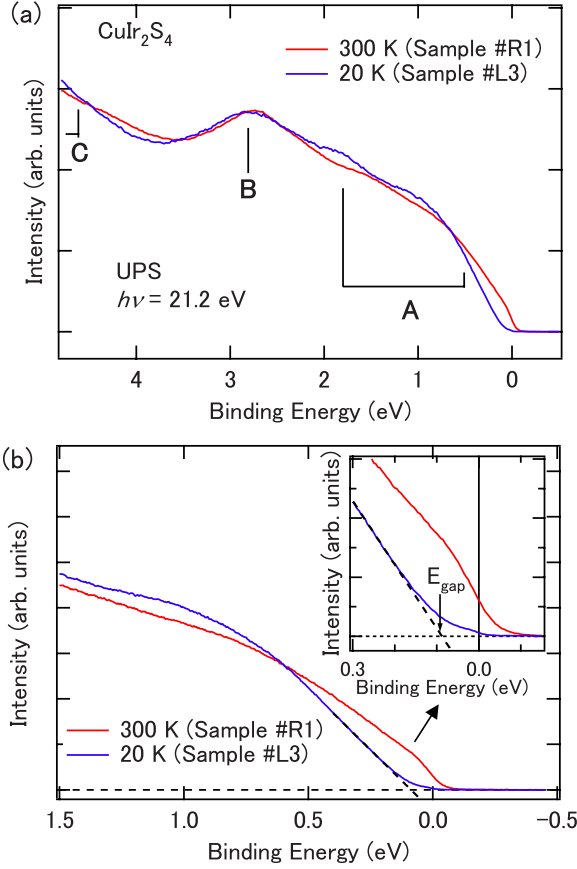 (a)
CuIr₂S₄
300 K (Sample #R1)
20 K (Sample #L3)
Intensity (arb. units)
C
B
A
UPS
hν = 21.2 eV
4 3 2 1 0
Binding Energy (eV)
(b)
Intensity (arb. units)
300 K (Sample #R1)
20 K (Sample #L3)
1.5 1.0 0.5 0.0 −0.5
Binding Energy (eV)
Intensity (arb. units)
E gap
0.3 0.0
Binding Energy (eV)